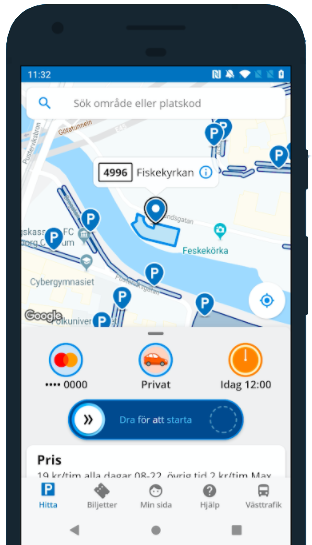 11:32
Sök område eller platskod
Götatunneln
4996 Fiskekyrkan
P
P
P
P
P
P
P
P
Feskekörka
Cybergymnasiet
Google
•••• 0000
Privat
Idag 12:00
Dra för att starta
Pris
19 kr/tim alla dagar 08-22, övrig tid 2 kr/tim Max
P
Hitta
Biljetter
Min sida
Hjälp
Västtrafik